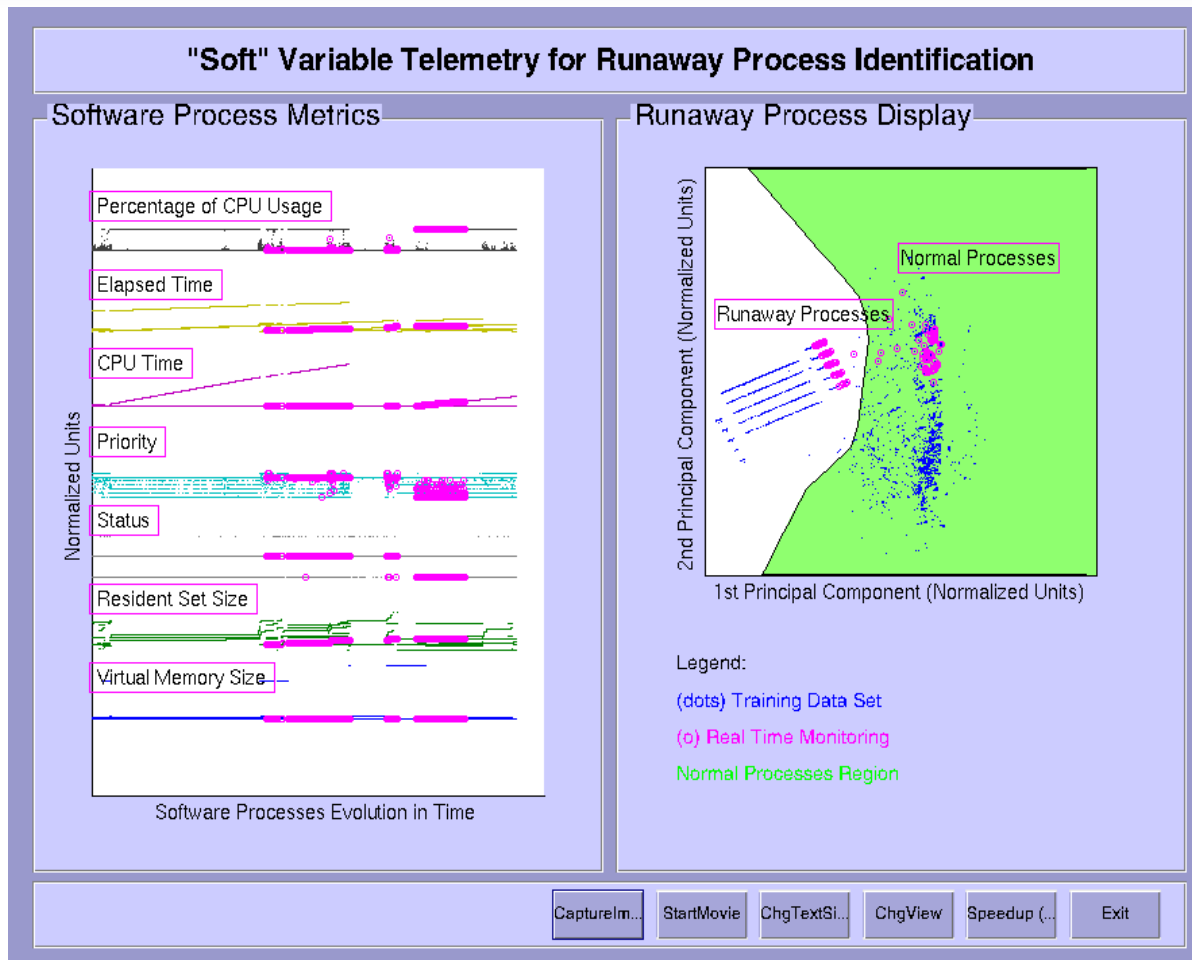 "Soft" Variable Telemetry for Runaway Process Identification
Software Process Metrics
Percentage of CPU Usage
Elapsed Time
CPU Time
Priority
Status
Resident Set Size
Virtual Memory Size
Normalized Units
Software Processes Evolution in Time
Runaway Process Display
Normal Processes
Runaway Processes
2nd Principal Component (Normalized Units)
1st Principal Component (Normalized Units)
Legend:
(dots) Training Data Set
(o) Real Time Monitoring
Normal Processes Region
CaptureIm...
StartMovie
ChgTextSi...
ChgView
Speedup (...
Exit